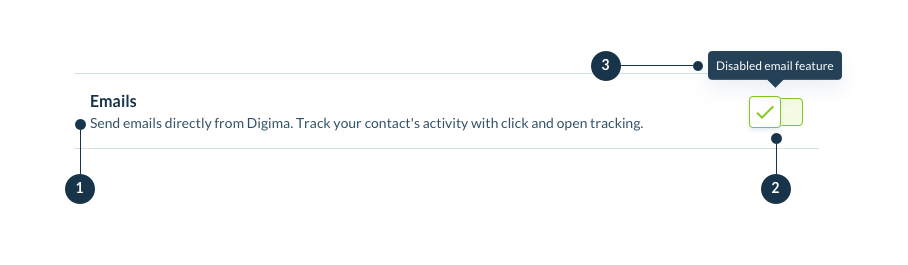 3
Disabled email feature
Emails
Send emails directly from Digima. Track your contact's activity with click and open tracking.
1
2